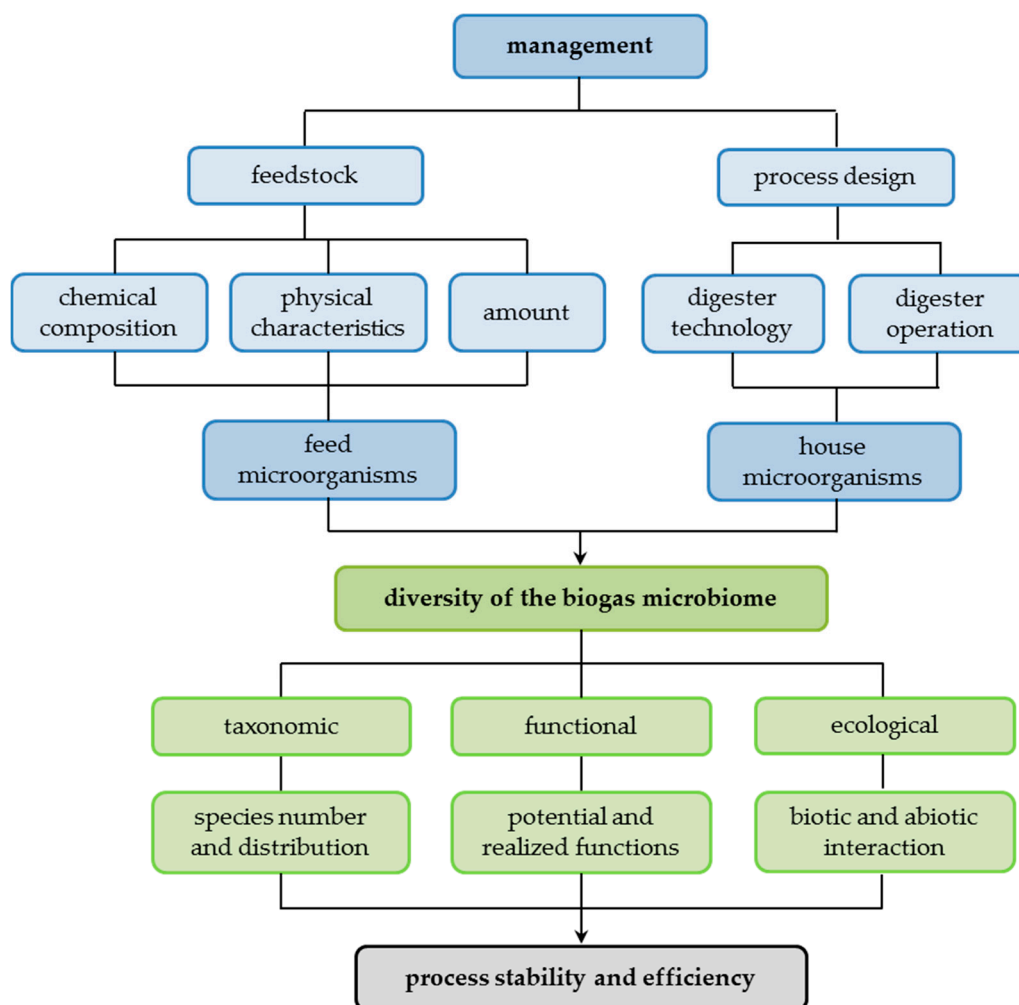 management
feedstock
process design
chemical
composition
physical
characteristics
amount
digester
technology
digester
operation
feed
microorganisms
house
microorganisms
diversity of the biogas microbiome
taxonomic
functional
ecological
species number
and distribution
potential and
realized functions
biotic and abiotic
interaction
process stability and efficiency